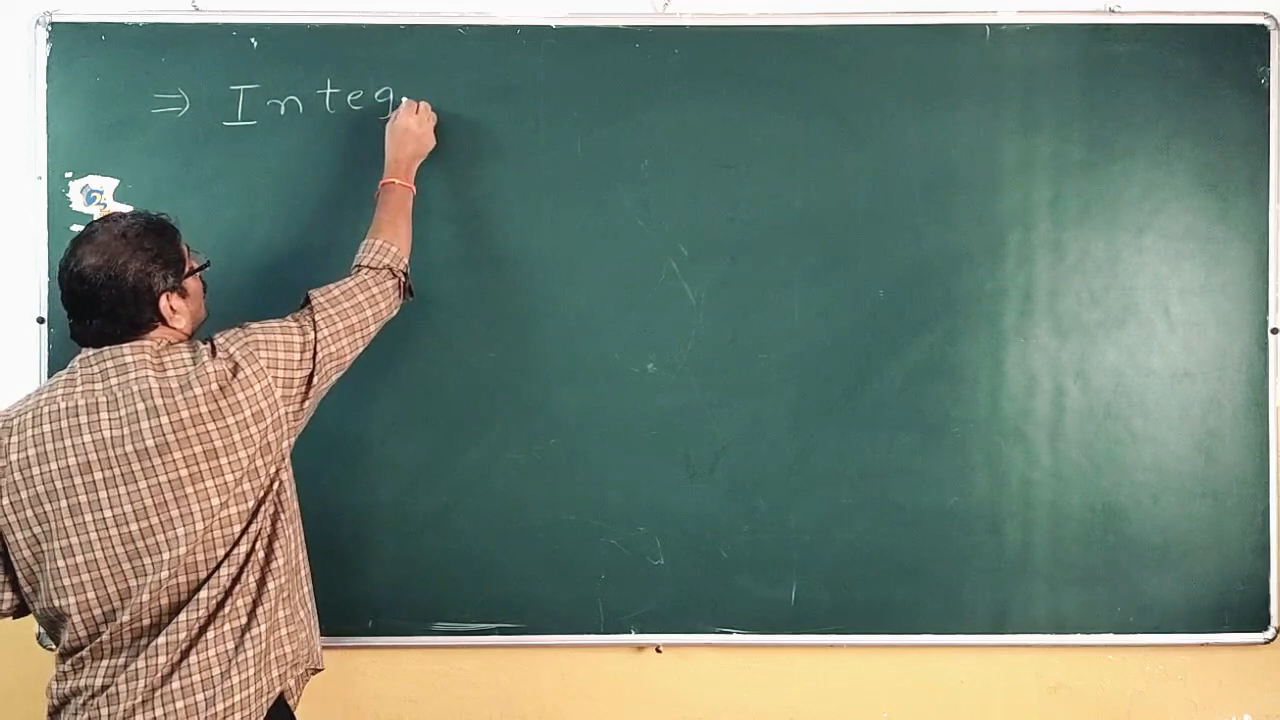 ⇒ Integ